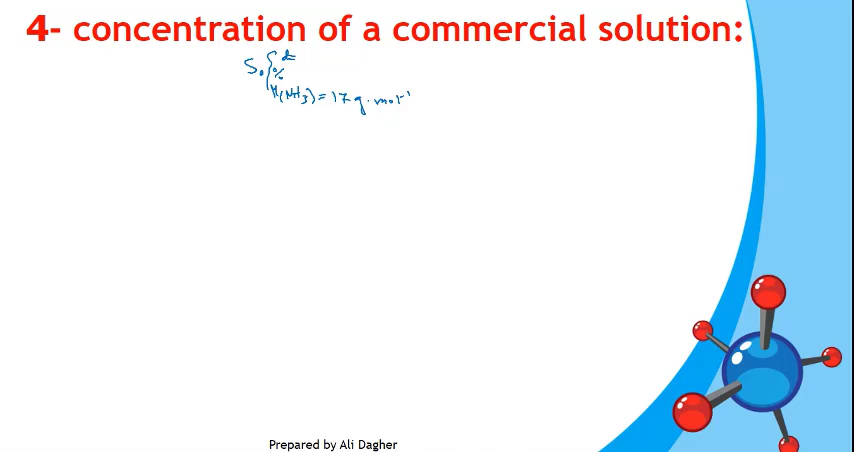 4- concentration of a commercial solution:
d=
S₀ { %
M(NH₃) = 17 g. mol⁻¹
Prepared by Ali Dagher